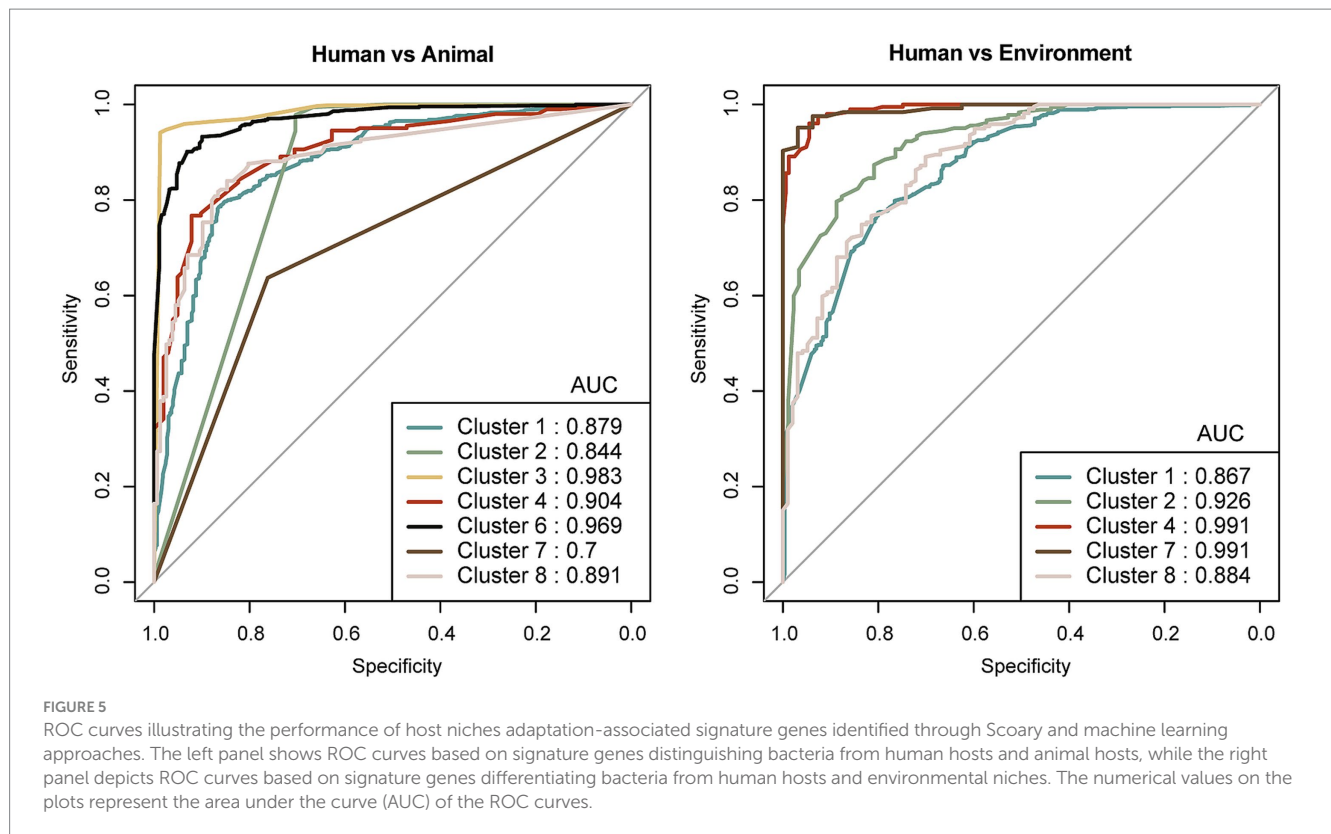 Human vs Animal
Sensitivity
1.0
0.8
0.6
0.4
0.2
0.0
AUC
Cluster 1 : 0.879
Cluster 2 : 0.844
Cluster 3 : 0.983
Cluster 4 : 0.904
Cluster 6 : 0.969
Cluster 7 : 0.7
Cluster 8 : 0.891
1.0 0.8 0.6 0.4 0.2 0.0
Specificity
Human vs Environment
Sensitivity
1.0
0.8
0.6
0.4
0.2
0.0
AUC
Cluster 1 : 0.867
Cluster 2 : 0.926
Cluster 4 : 0.991
Cluster 7 : 0.991
Cluster 8 : 0.884
1.0 0.8 0.6 0.4 0.2 0.0
Specificity
FIGURE 5
ROC curves illustrating the performance of host niches adaptation-associated signature genes identified through Scoary and machine learning
approaches. The left panel shows ROC curves based on signature genes distinguishing bacteria from human hosts and animal hosts, while the right
panel depicts ROC curves based on signature genes differentiating bacteria from human hosts and environmental niches. The numerical values on the
plots represent the area under the curve (AUC) of the ROC curves.